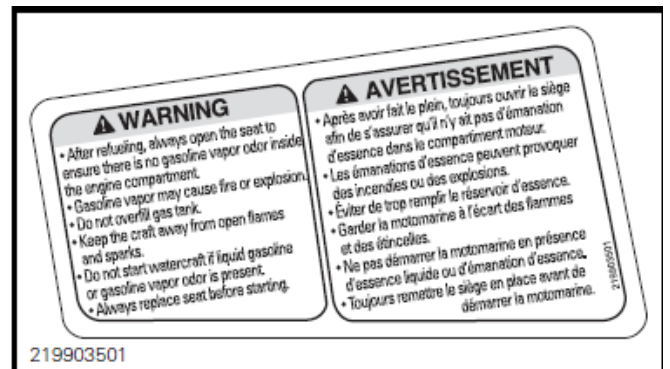 ⚠ WARNING
• After refueling, always open the seat to
ensure there is no gasoline vapor odor inside
the engine compartment.
• Gasoline vapor may cause fire or explosion.
• Do not overfill gas tank.
• Keep the craft away from open flames
and sparks.
• Do not start watercraft if liquid gasoline
or gasoline vapor odor is present.
• Always replace seat before starting.
⚠ AVERTISSEMENT
• Après avoir fait le plein, toujours ouvrir le siège
afin de s'assurer qu'il n'y ait pas d'émanation
d'essence dans le compartiment moteur.
• Les émanations d'essence peuvent provoquer
des incendies ou des explosions.
• Éviter de trop remplir le réservoir d'essence.
• Garder la motomarine à l'écart des flammes
et des étincelles.
• Ne pas démarrer la motomarine en présence
d'essence liquide ou d'émanation d'essence.
• Toujours remettre le siège en place avant de
démarrer la motomarine.
219903501
219903501